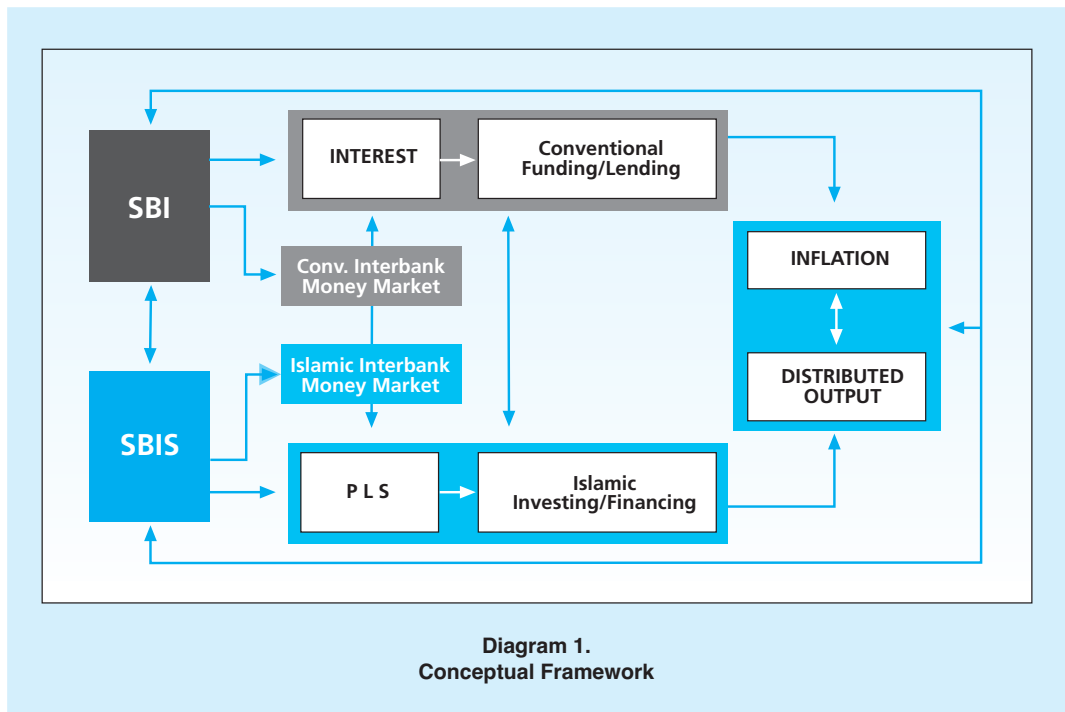 SBI
INTEREST
Conventional
Funding/Lending
Conv. Interbank
Money Market
Islamic Interbank
Money Market
SBIS
P L S
Islamic
Investing/Financing
INFLATION
DISTRIBUTED
OUTPUT
Diagram 1.
Conceptual Framework